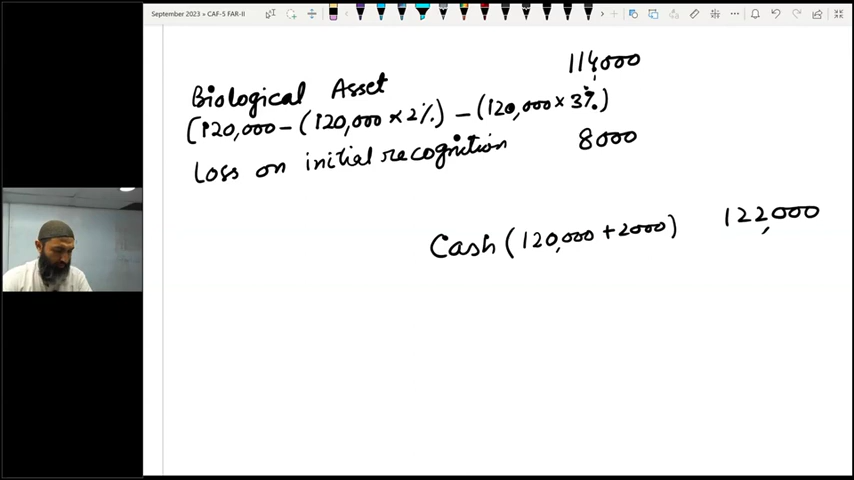 September 2023 » CAF-5 FAR-II
Biological Asset 114,000
(120,000 - (120,000 × 2%) - (120,000 × 3%)
Loss on initial recognition 8000
Cash (120,000 + 2000) 122,000